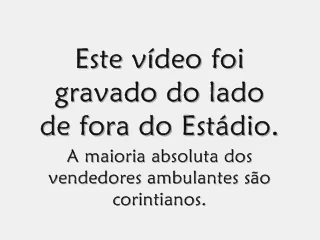 Este vídeo foi
gravado do lado
de fora do Estádio.
A maioria absoluta dos
vendedores ambulantes são
corintianos.